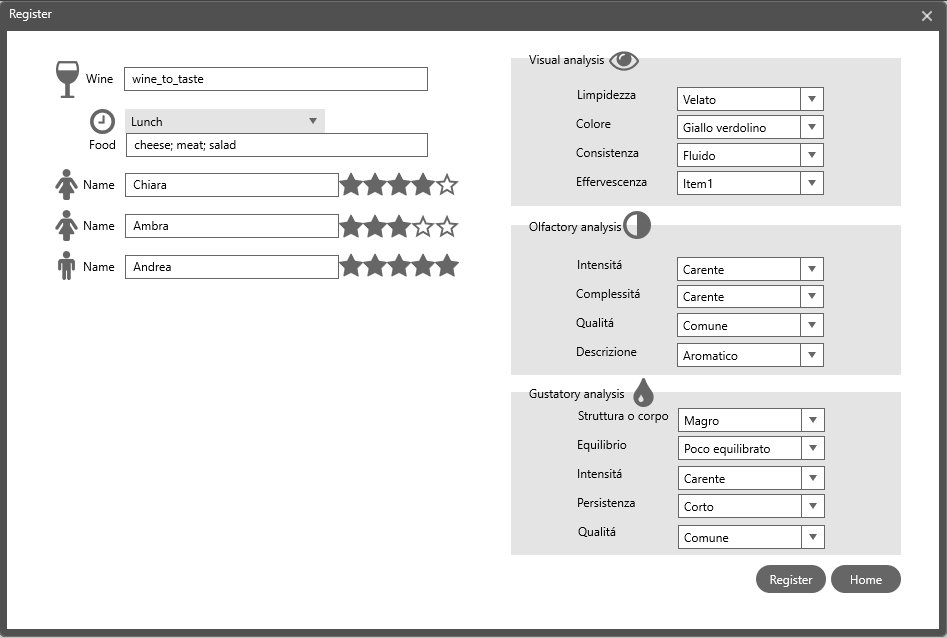 Register
Wine wine_to_taste
Lunch
Food cheese; meat; salad
Name Chiara
Name Ambra
Name Andrea
Visual analysis
Limpidezza Velato
Colore Giallo verdolino
Consistenza Fluido
Effervescenza Item1
Olfactory analysis
Intensitá Carente
Complessitá Carente
Qualitá Comune
Descrizione Aromatico
Gustatory analysis
Struttura o corpo Magro
Equilibrio Poco equilibrato
Intensitá Carente
Persistenza Corto
Qualitá Comune
Register Home